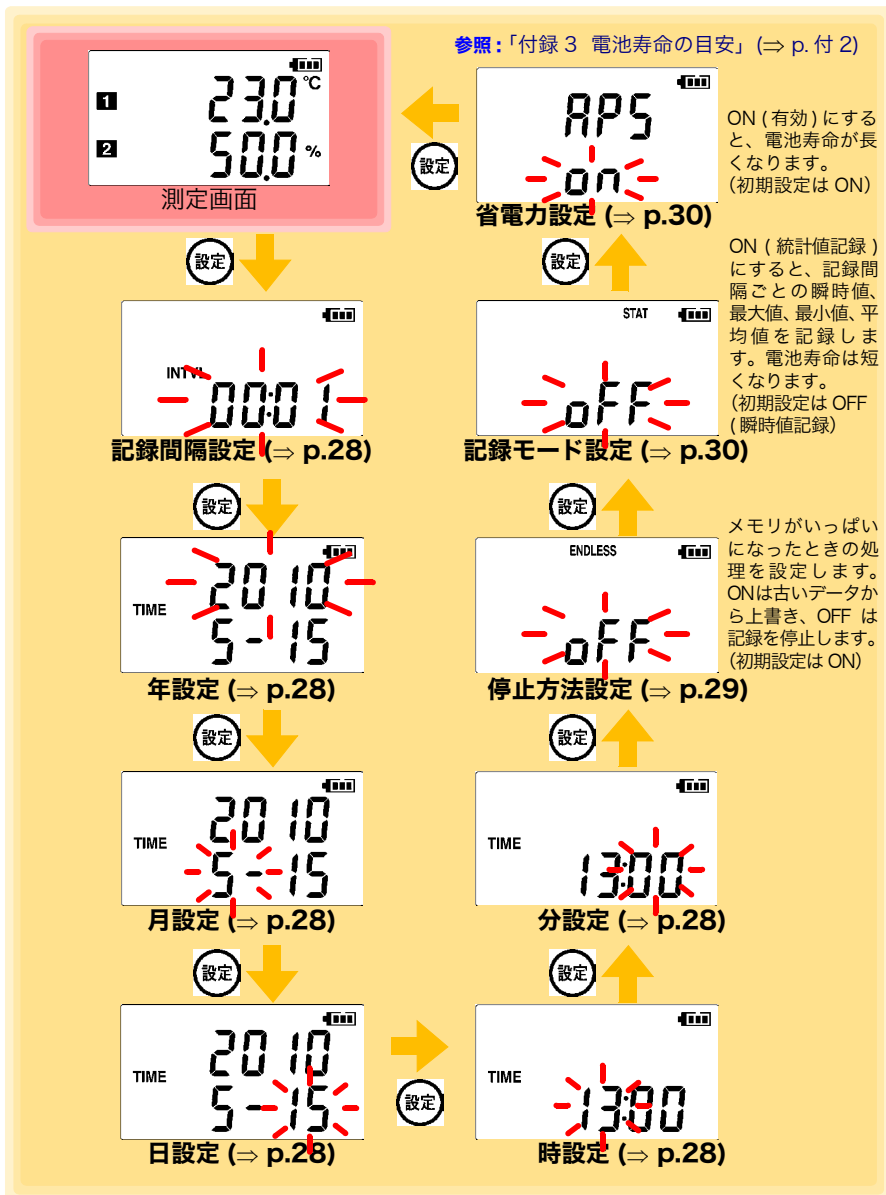 参照:「付録 3 電池寿命の目安」(⇒ p. 付 2)
1 23.0 ℃
2 50.0 %
測定画面
設定
INTVL
00:01
記録間隔設定 (⇒ p.28)
設定
2010
TIME
5-15
年設定 (⇒ p.28)
設定
2010
TIME
5-15
月設定 (⇒ p.28)
設定
2010
TIME
5-15
日設定 (⇒ p.28)
設定
TIME
13:00
時設定 (⇒ p.28)
設定
TIME
13:00
分設定 (⇒ p.28)
設定
ENDLESS
oFF
停止方法設定 (⇒ p.29)
メモリがいっぱい
になったときの処
理を設定します。
ONは古いデータか
ら上書き、OFF は
記録を停止します。
(初期設定は ON)
設定
STAT
oFF
記録モード設定 (⇒ p.30)
ON ( 統計値記録 )
にすると、記録間
隔ごとの瞬時値、
最大値、最小値、平
均値を記録しま
す。電池寿命は短
くなります。
(初期設定は OFF
( 瞬時値記録)
設定
APS
on
省電力設定 (⇒ p.30)
ON ( 有効 ) にする
と、電池寿命が長
くなります。
(初期設定は ON)
設定